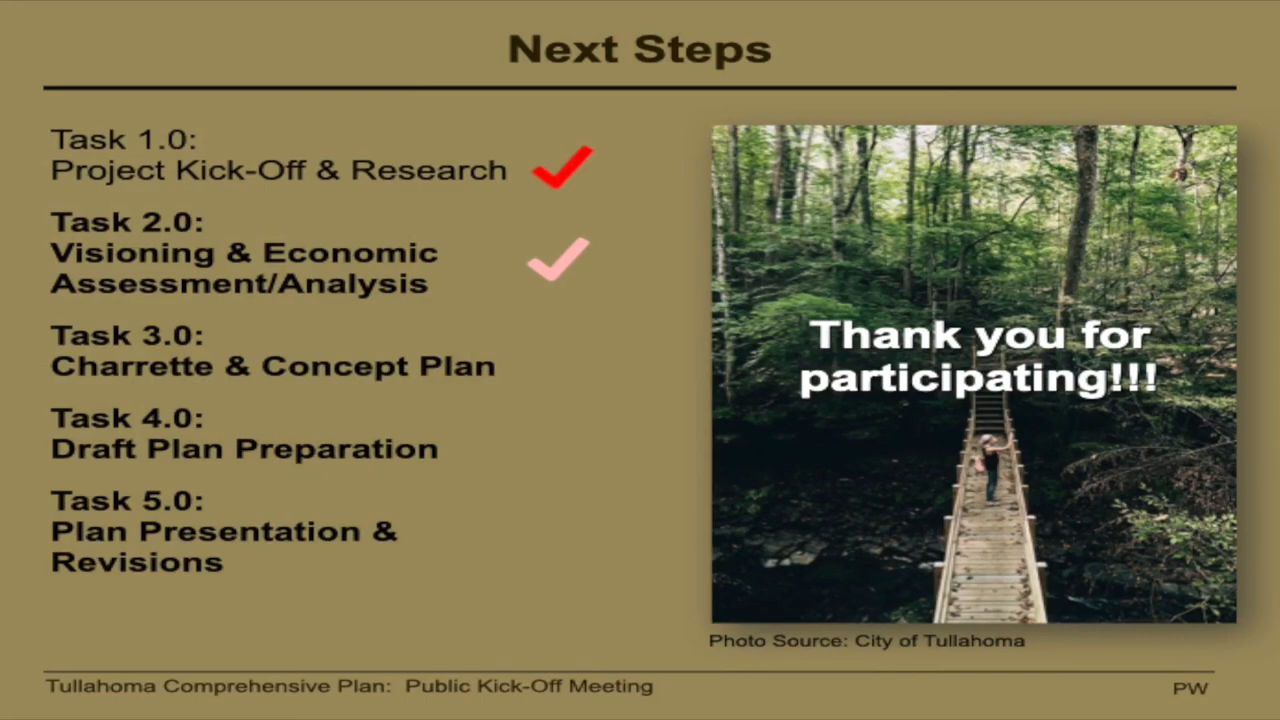 Next Steps
Task 1.0:
Project Kick-Off & Research
Task 2.0:
Visioning & Economic
Assessment/Analysis
Task 3.0:
Charrette & Concept Plan
Task 4.0:
Draft Plan Preparation
Task 5.0:
Plan Presentation &
Revisions
Thank you for
participating!!!
Photo Source: City of Tullahoma
Tullahoma Comprehensive Plan: Public Kick-Off Meeting
PW